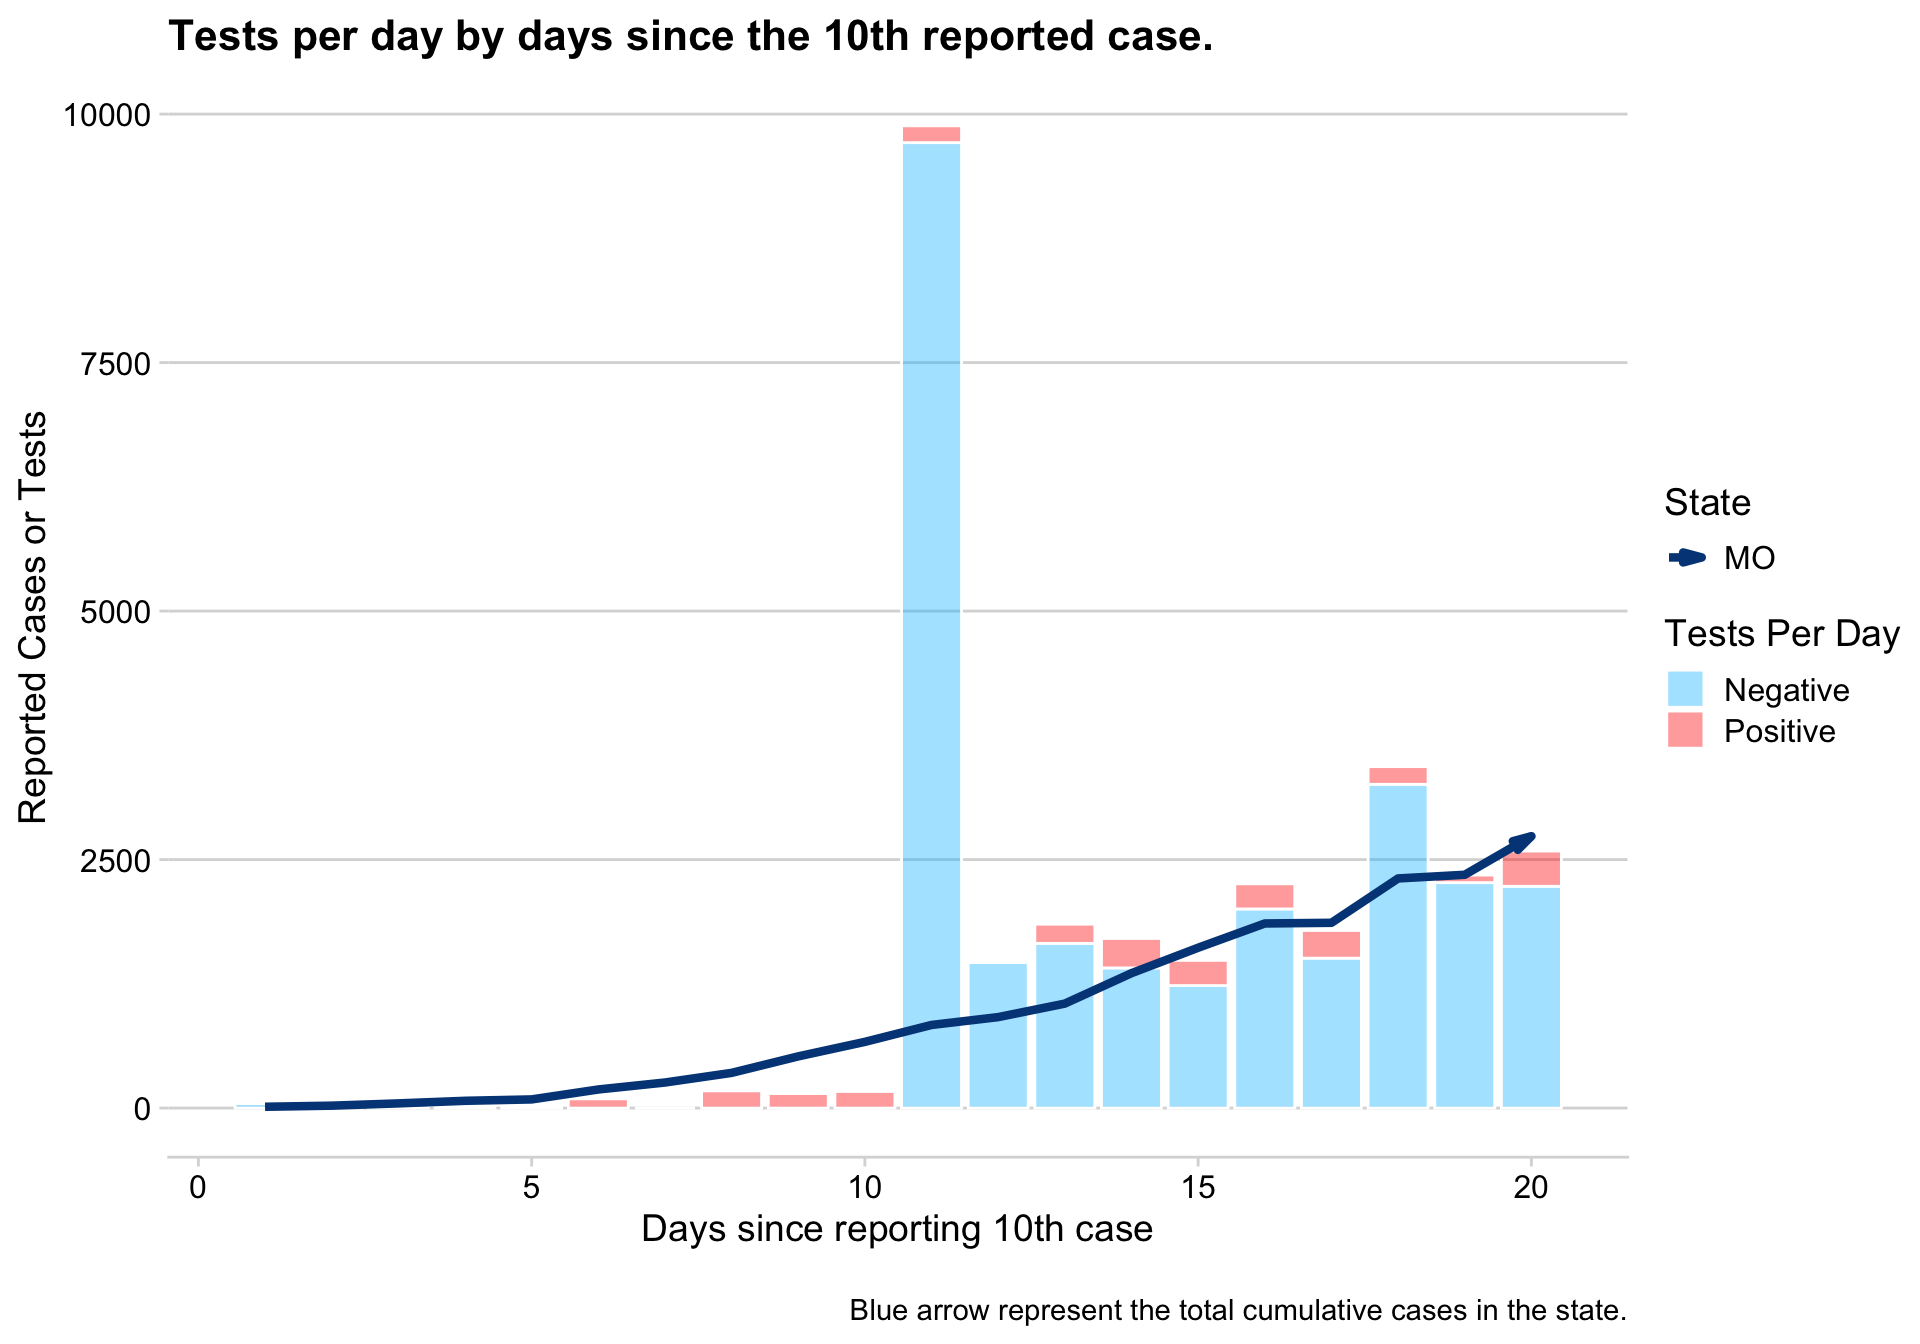 Tests per day by days since the 10th reported case.
10000
7500
5000
2500
0
Reported Cases or Tests
0
5
10
15
20
Days since reporting 10th case
State
MO
Tests Per Day
Negative
Positive
Blue arrow represent the total cumulative cases in the state.